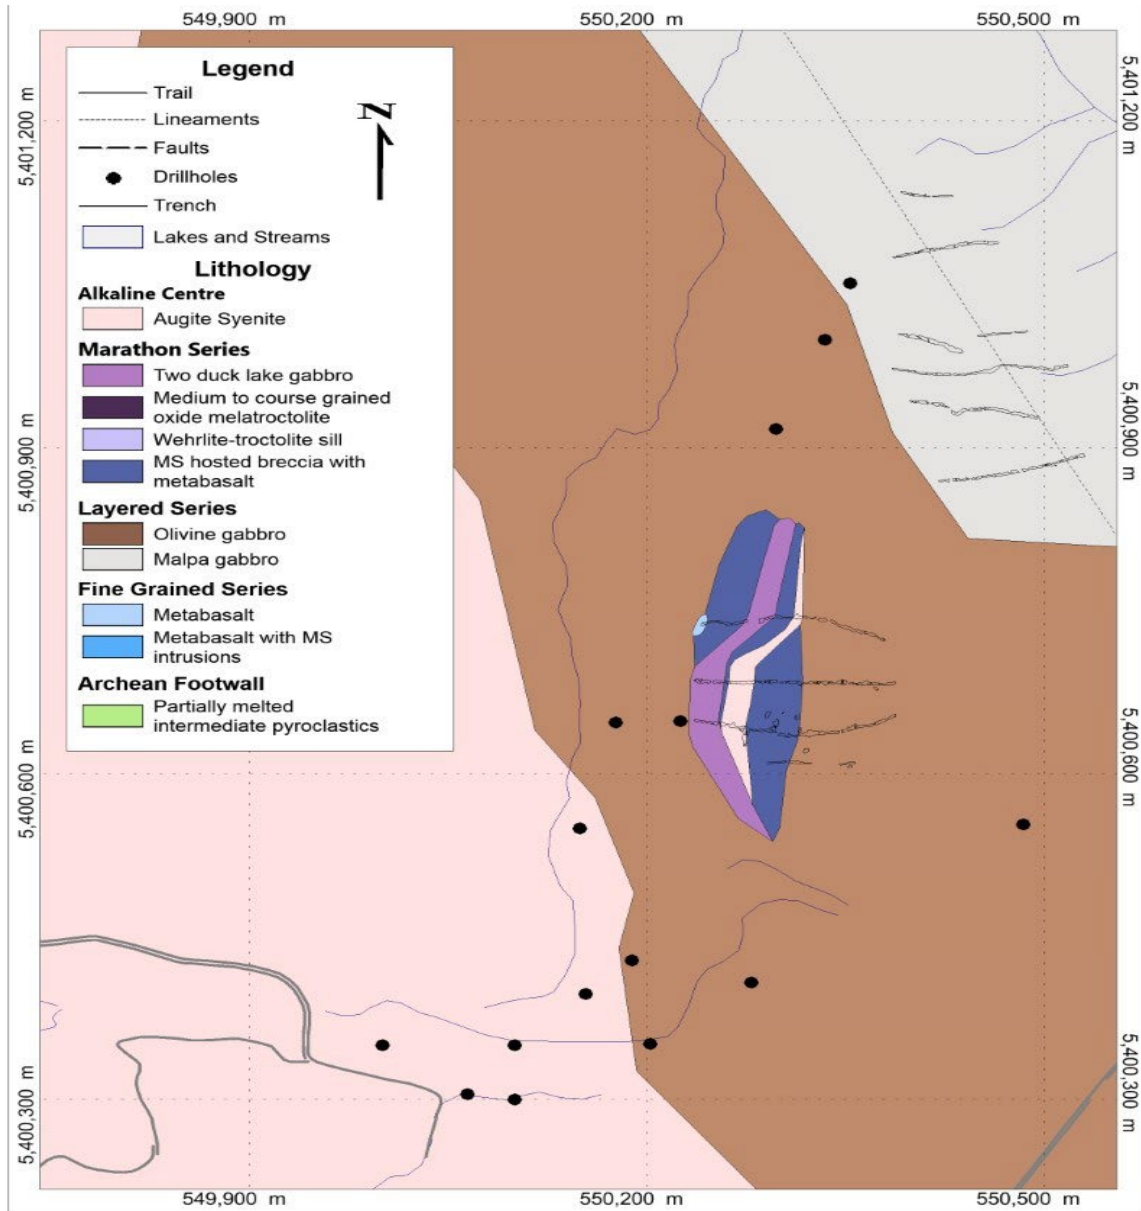 549,900 m
550,200 m
550,500 m
5,401,200 m
5,401,200 m
Legend
Trail
Lineaments
Faults
Drillholes
Trench
Lakes and Streams
N
Lithology
Alkaline Centre
Augite Syenite
Marathon Series
Two duck lake gabbro
Medium to course grained
oxide melatroctolite
Wehrlite-troctolite sill
MS hosted breccia with
metabasalt
Layered Series
Olivine gabbro
Malpa gabbro
Fine Grained Series
Metabasalt
Metabasalt with MS
intrusions
Archean Footwall
Partially melted
intermediate pyroclastics
5,400,900 m
5,400,900 m
5,400,600 m
5,400,600 m
5,400,300 m
5,400,300 m
549,900 m
550,200 m
550,500 m